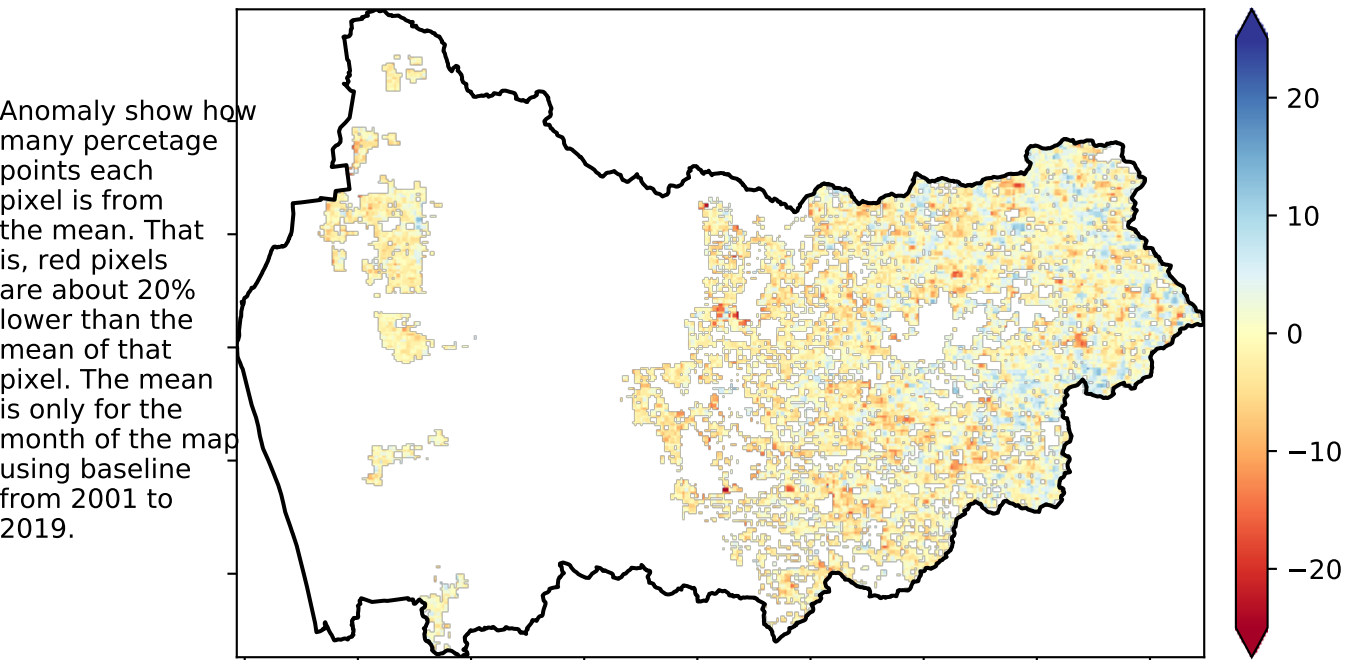 Anomaly show how
many percetage
points each
pixel is from
the mean. That
is, red pixels
are about 20%
lower than the
mean of that
pixel. The mean
is only for the
month of the map
using baseline
from 2001 to
2019.
20
10
0
−10
−20